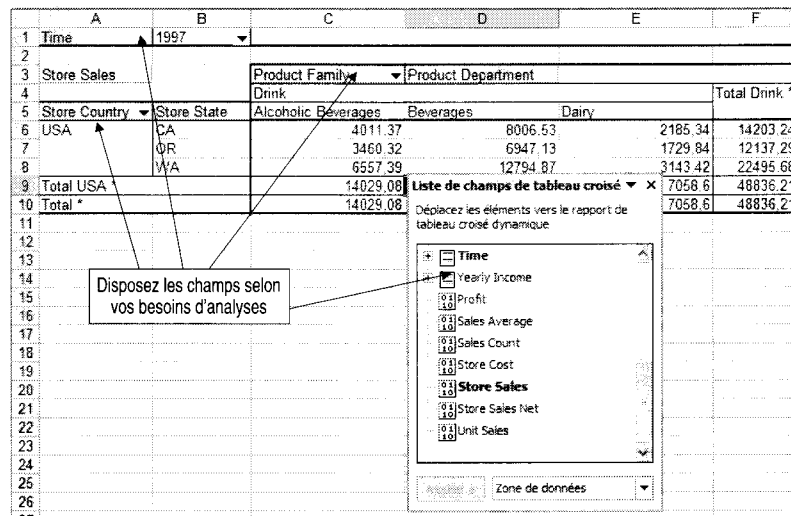 A B C D E F
1 Time 1997
2
3 Store Sales Product Family Product Department
4 Drink Total Drink *
5 Store Country Store State Alcoholic Beverages Beverages Dairy
6 USA CA 4011,37 8006,53 2185,34 14203,24
7 OR 3460,32 6947,13 1729,84 12137,29
8 WA 6557,39 12794,87 3143,42 22495,68
9 Total USA * 14029,08 7058,6 48836,21
10 Total * 14029,08 7058,6 48836,21
11
12
13
14
15
16
17
18
19
20
21
22
23
24
25
26
Disposez les champs selon
vos besoins d'analyses
Liste de champs de tableau croisé
Déplacez les éléments vers le rapport de
tableau croisé dynamique
Time
Yearly Income
Profit
Sales Average
Sales Count
Store Cost
Store Sales
Store Sales Net
Unit Sales
Zone de données